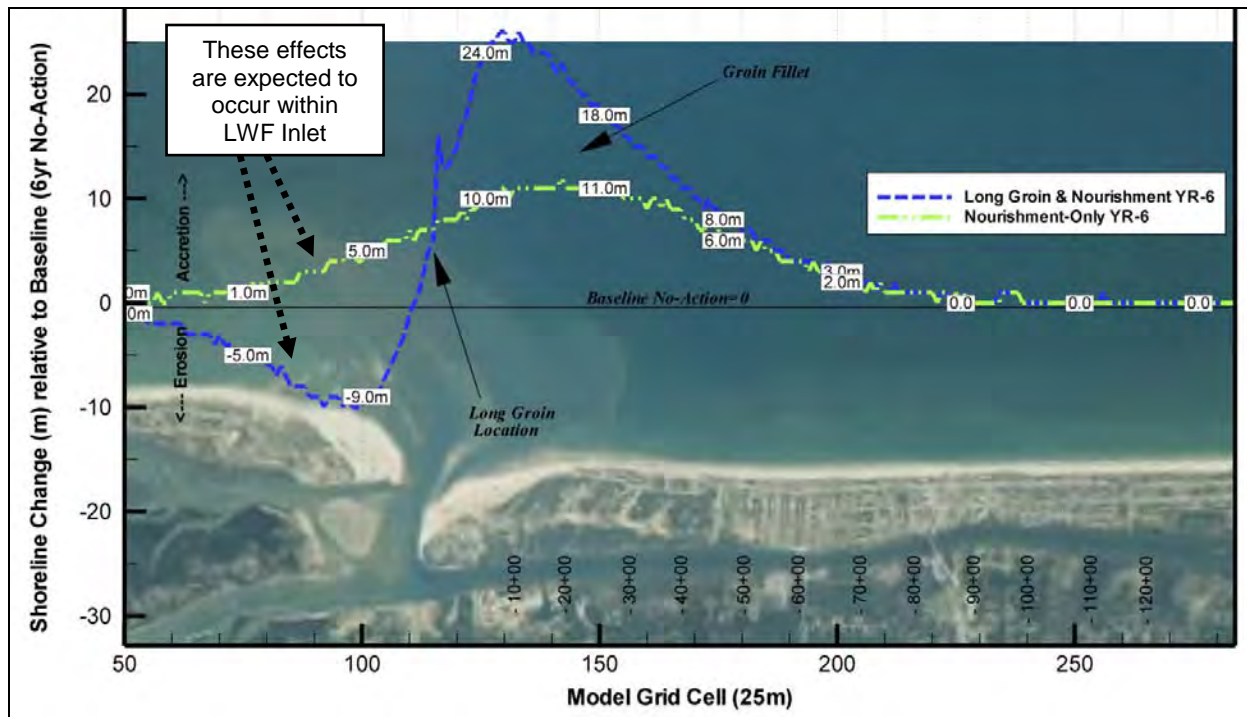 These effects
are expected to
occur within
LWF Inlet
24.0m
Groin Fillet
18.0m
20
Long Groin & Nourishment YR-6
Nourishment-Only YR-6
11.0m
10.0m
10
8.0m
6.0m
5.0m
3.0m
2.0m
1.0m
0m
0
Baseline No-Action=0
0.0
0.0
0.0
0m
-5.0m
-9.0m
Long Groin
Location
-10
-20
-30
Accretion --->
<--- Erosion
Shoreline Change (m) relative to Baseline (6yr No-Action)
- 10+00
- 20+00
- 30+00
- 40+00
- 50+00
- 60+00
- 70+00
- 80+00
- 90+00
- 100+00
- 110+00
- 120+00
50
100
150
200
250
Model Grid Cell (25m)